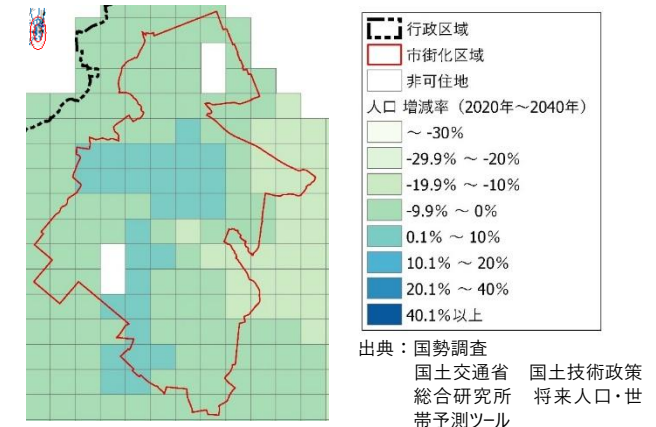 行政区域
市街化区域
非可住地
人口 増減率（2020年～2040年）
～ -30%
-29.9% ～ -20%
-19.9% ～ -10%
-9.9% ～ 0%
0.1% ～ 10%
10.1% ～ 20%
20.1% ～ 40%
40.1%以上
出典：国勢調査
国土交通省　国土技術政策
総合研究所　将来人口・世
帯予測ツール